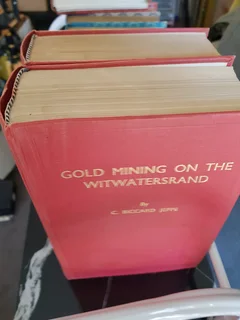 GOLD MINING ON THE
WITWATERSRAND
By
C. BICCARD JEPPE